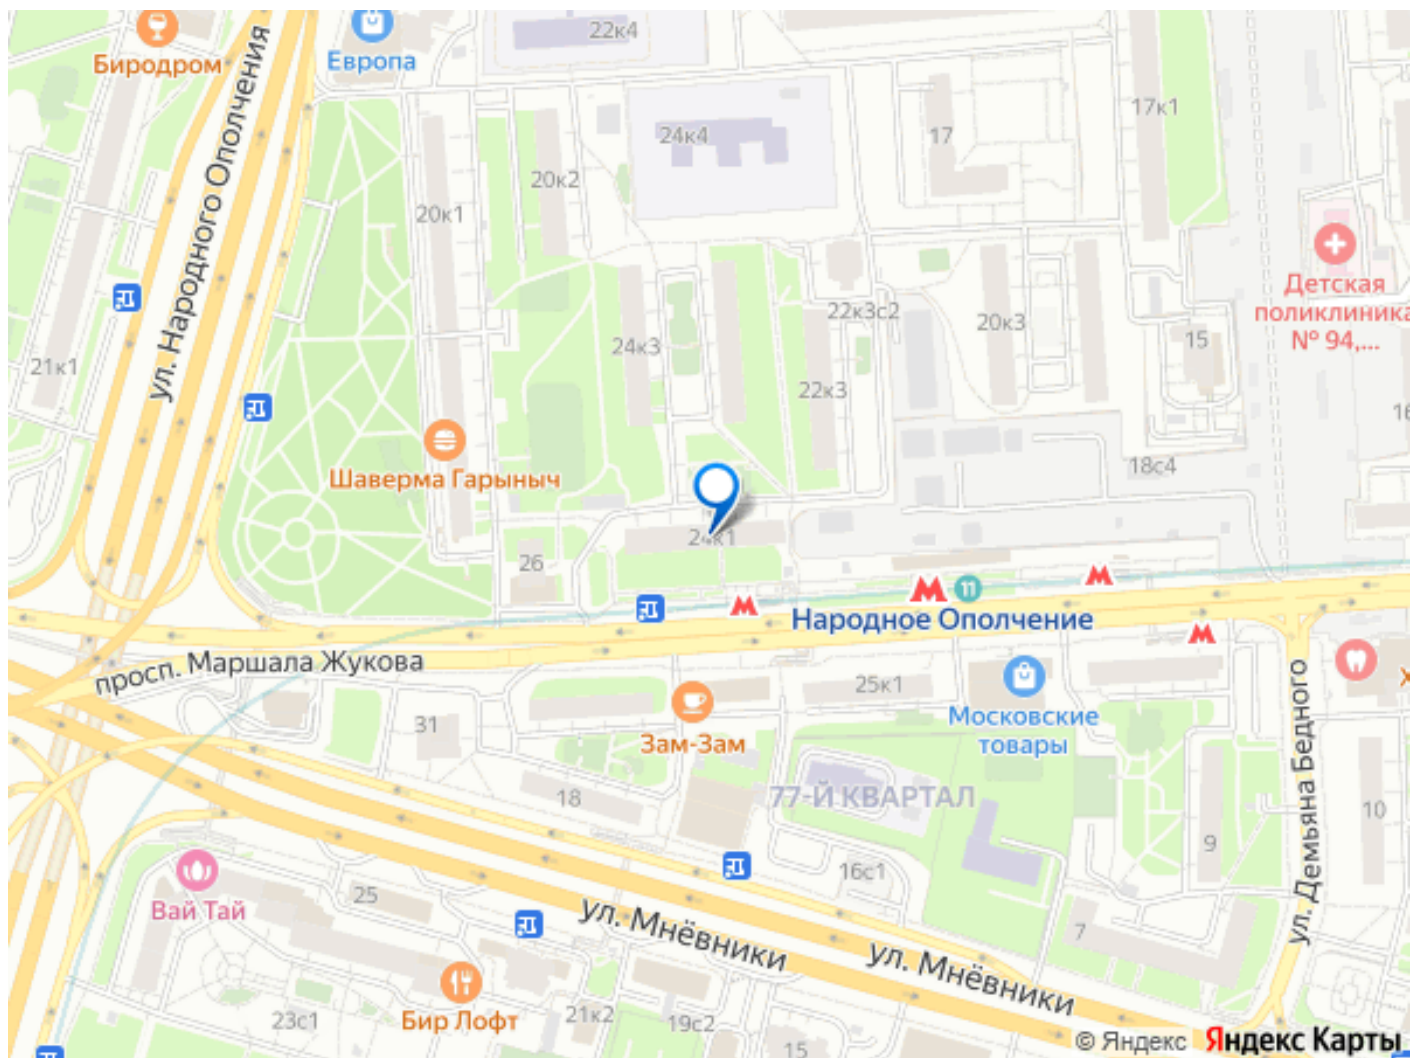 22к4
Биродром
Европа
ул. Народного Ополчения
17к1
24к4
17
20к2
20к1
Детская
поликлиника
№ 94,...
22к3с2
20к3
15
24к3
21к1
22к3
16
Шаверма Гарыныч
18с4
24к1
26
11
Народное Ополчение
просп. Маршала Жукова
25к1
Московские
товары
31
Зам-Зам
77-Й КВАРТАЛ
18
ул. Демьяна Бедного
10
9
16с1
25
Вай Тай
ул. Мнёвники
7
ул. Мнёвники
Бир Лофт
23с1
21к2
19с2
15
© Яндекс Яндекс Карты